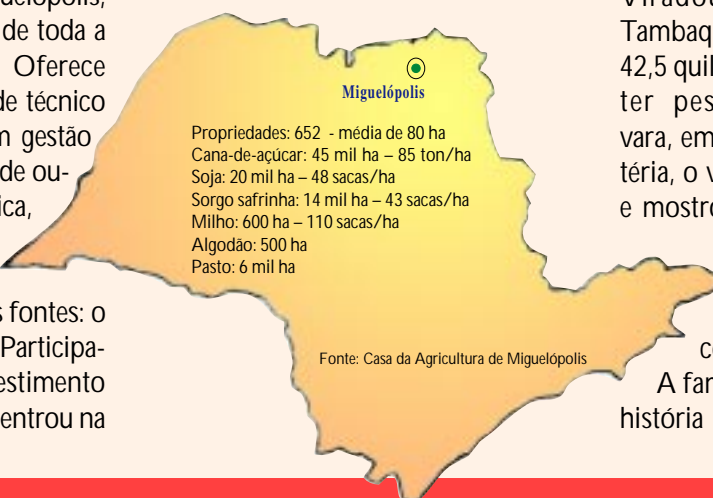 uelópolis,
de toda a
Oferece
de técnico
m gestão
de ou-
ica,
s fontes: o
Participa-
estimento
entrou na
Miguelópolis
Propriedades: 652 - média de 80 ha
Cana-de-açúcar: 45 mil ha – 85 ton/ha
Soja: 20 mil ha – 48 sacas/ha
Sorgo safrinha: 14 mil ha – 43 sacas/ha
Milho: 600 ha – 110 sacas/ha
Algodão: 500 ha
Pasto: 6 mil ha
Fonte: Casa da Agricultura de Miguelópolis
Tambaq
42,5 quil
ter pes
vara, em
téria, o v
e mostro
c
A far
história